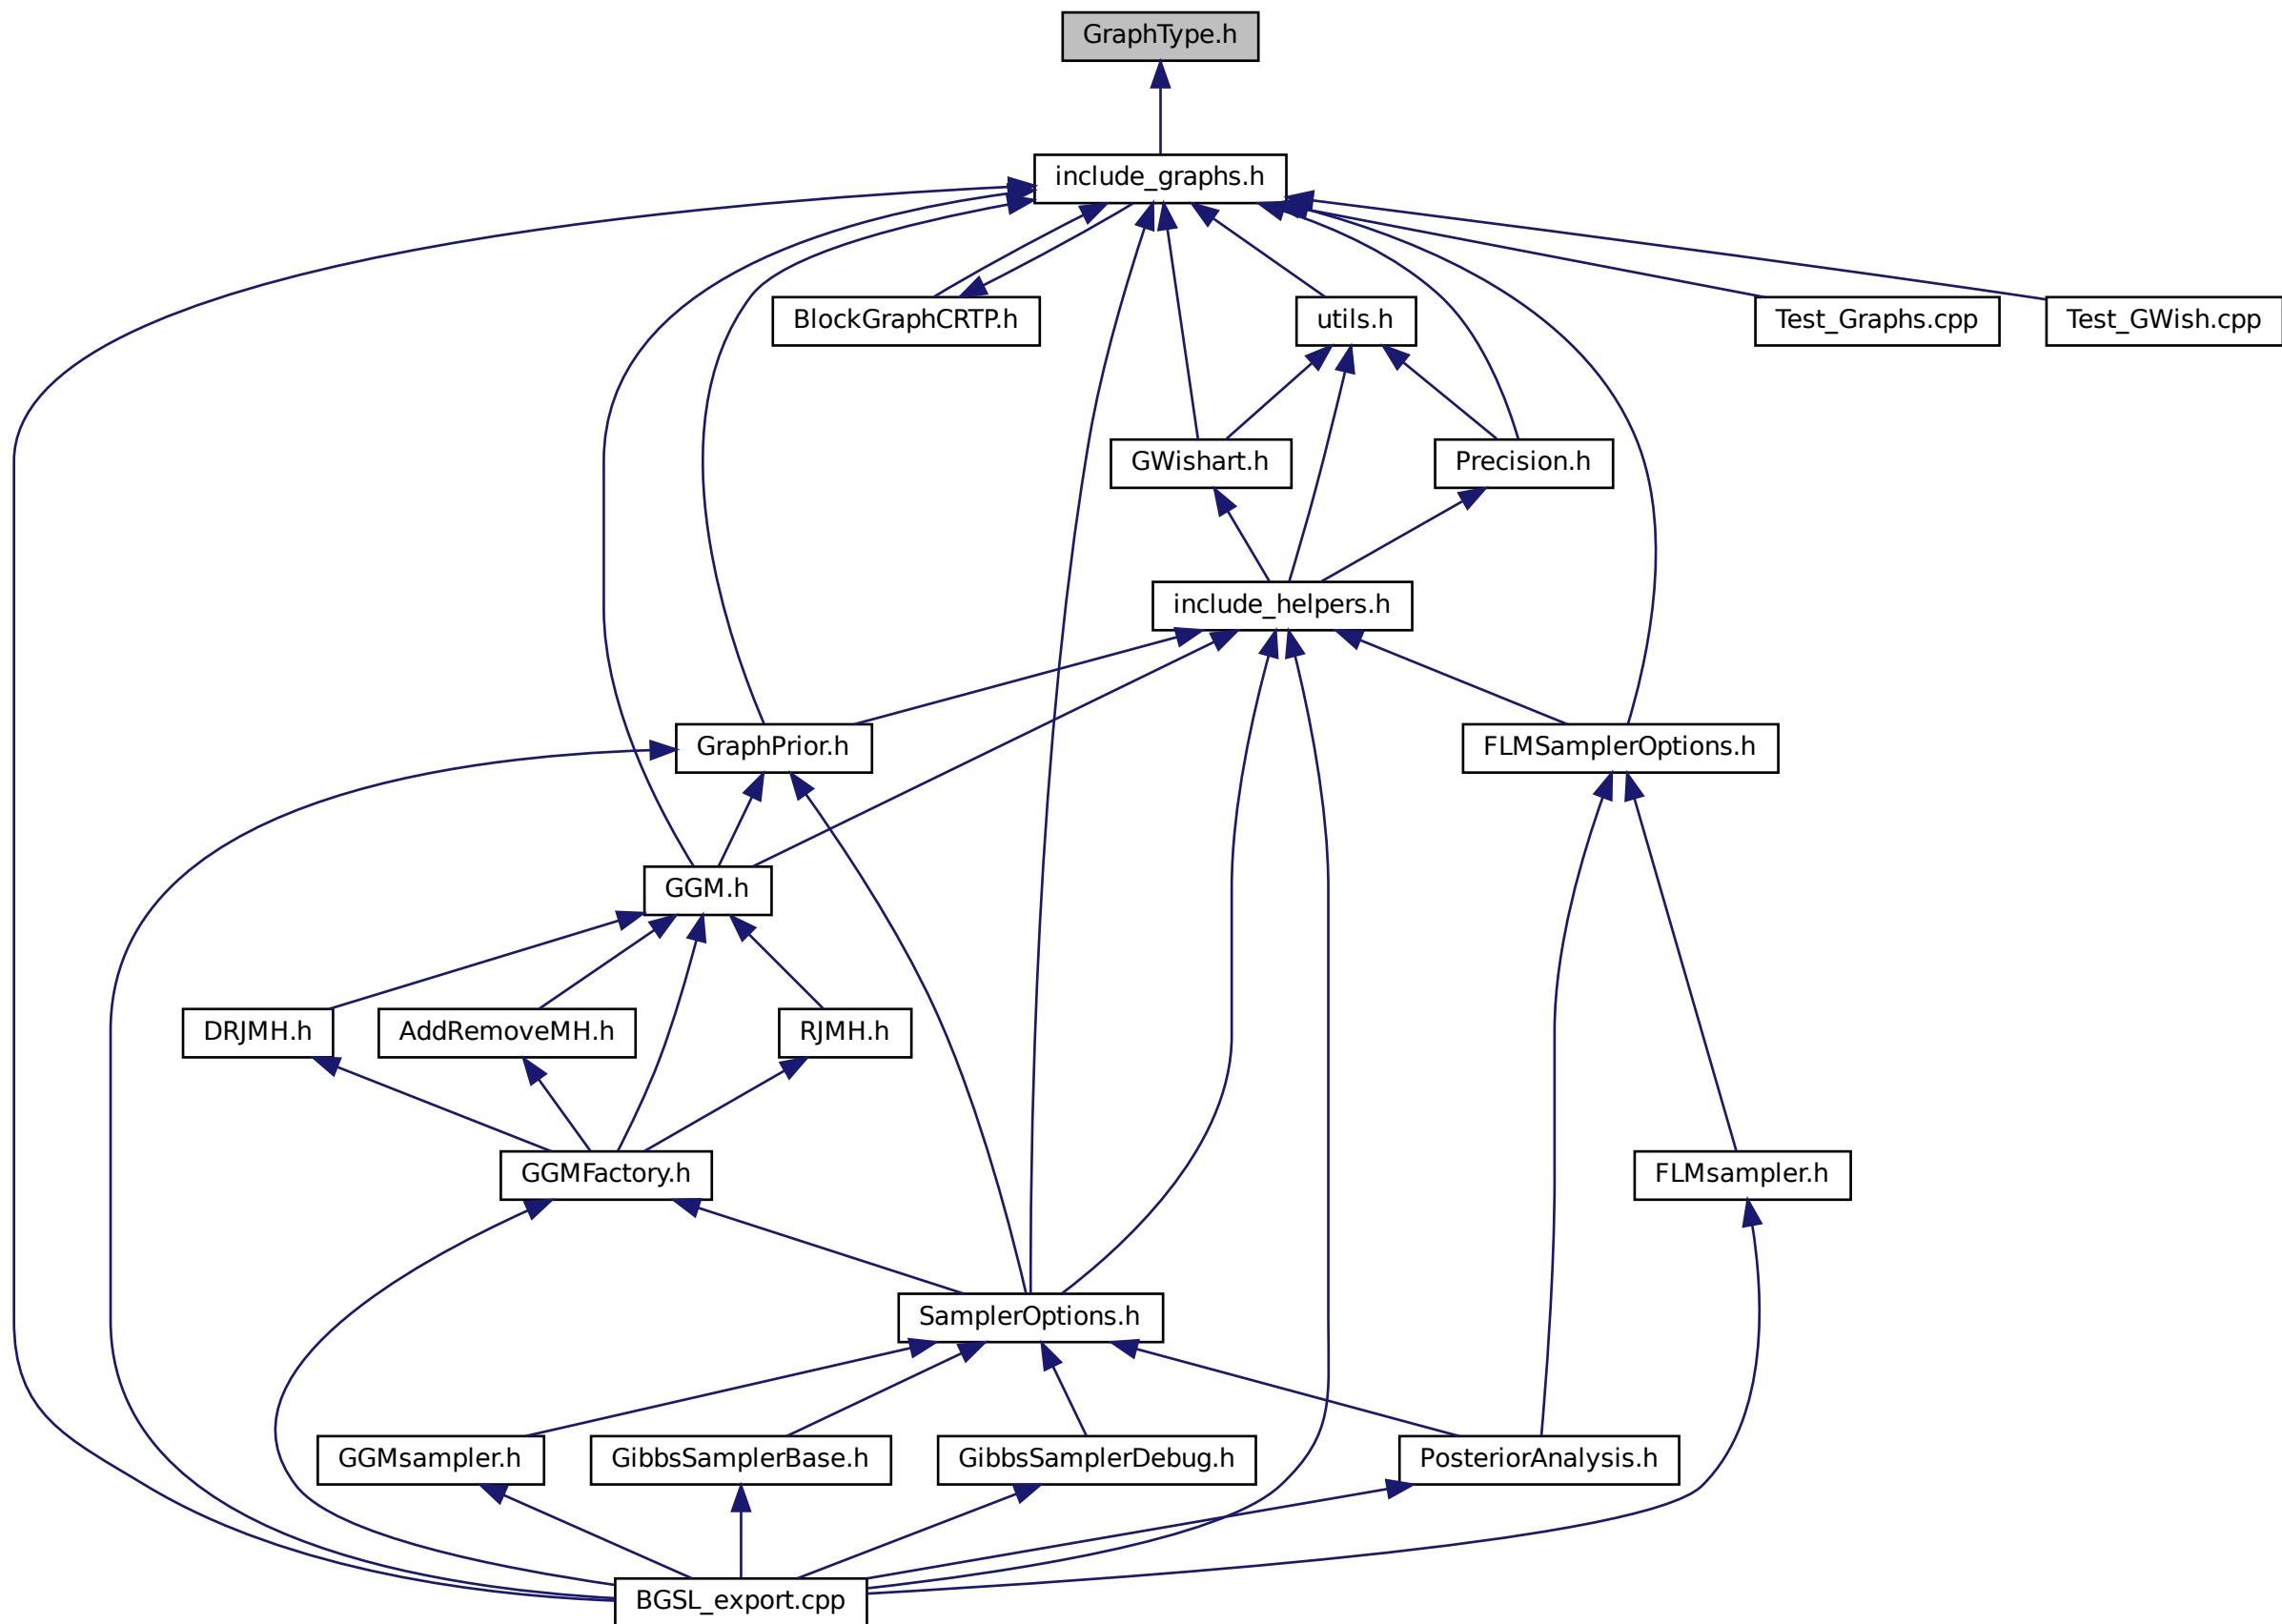 GraphType.h
include_graphs.h
BlockGraphCRTP.h
utils.h
Test_Graphs.cpp
Test_GWish.cpp
GWishart.h
Precision.h
include_helpers.h
GraphPrior.h
FLMSamplerOptions.h
GGM.h
DRJMH.h
AddRemoveMH.h
RJMH.h
GGMFactory.h
FLMsampler.h
SamplerOptions.h
GGMsampler.h
GibbsSamplerBase.h
GibbsSamplerDebug.h
PosteriorAnalysis.h
BGSL_export.cpp